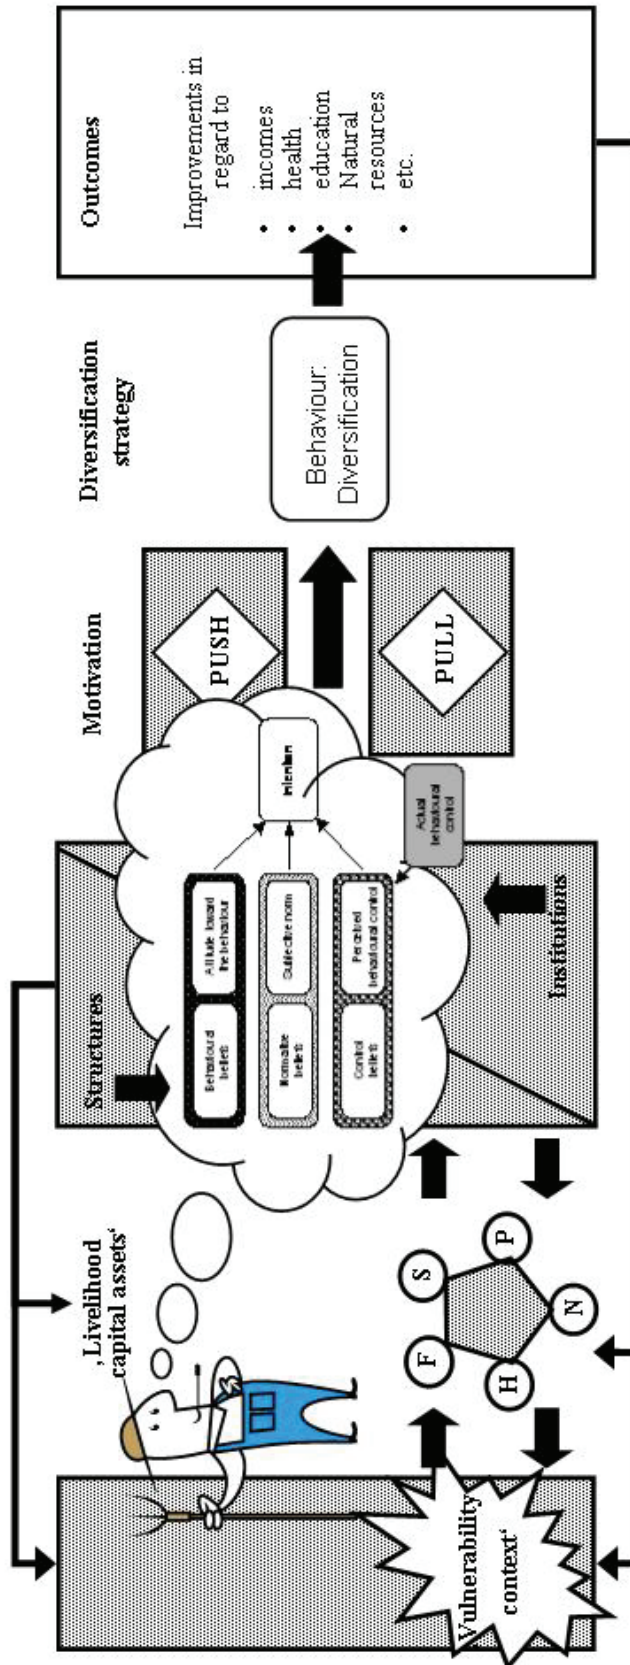 ‚Livelihood
capital assets‘
Vulnerability
context‘
F
S
P
N
H
Structures
Institutions
Behavioural
beliefs
Attitude toward
the behaviour
Normative
beliefs
Subjective norm
Control
beliefs
Perceived
behavioural control
Intention
Actual
behavioural
control
Motivation
PUSH
PULL
Diversification
strategy
Behaviour:
Diversification
Outcomes
Improvements in
regard to
• incomes
• health
• education
• Natural
resources
• etc.